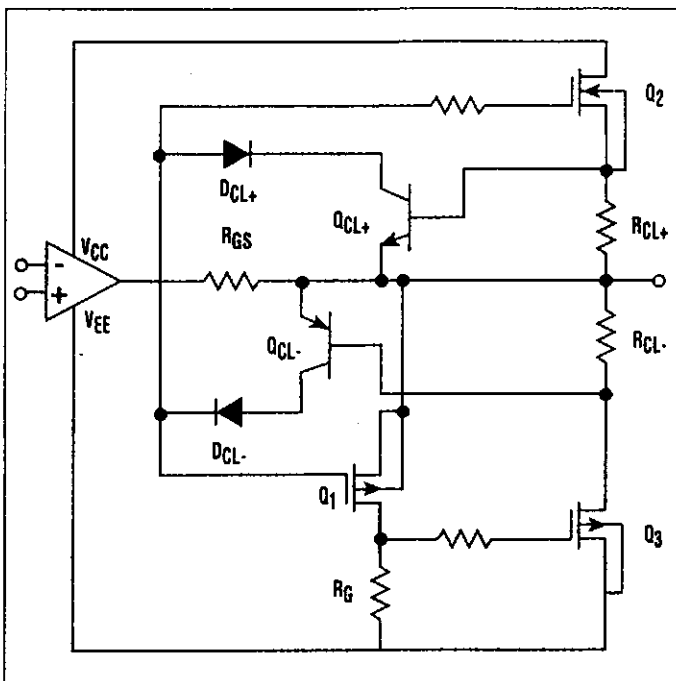 Q2
DCL+
QCL+
RCL+
RGS
VCC
-
+
VEE
QCL-
RCL-
DCL-
Q1
Q3
RG